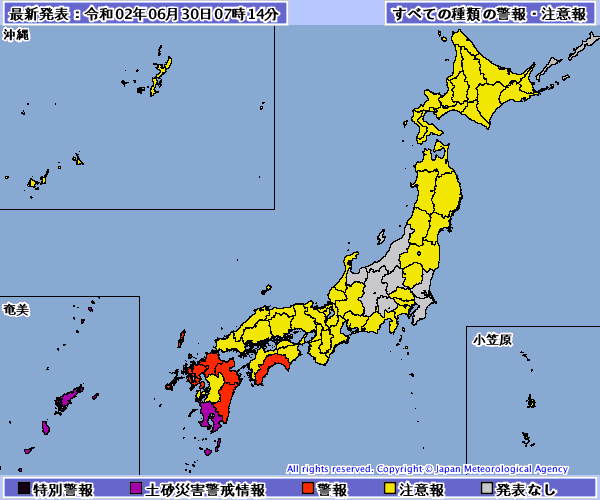 最新発表：令和02年06月30日07時14分
すべての種類の警報・注意報
沖縄
奄美
小笠原
All rights reserved. Copyright © Japan Meteorological Agency
特別警報 土砂災害警戒情報 警報 注意報 発表なし